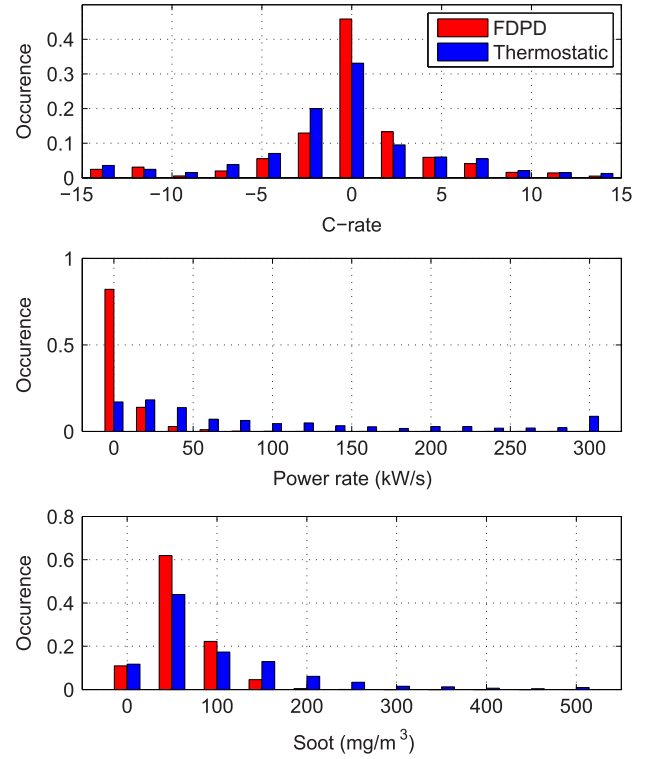 0.4
0.3
0.2
0.1
0
Occurence
FDPD
Thermostatic
−15 −10 −5 0 5 10 15
C−rate
1
0.5
0
Occurence
0 50 100 150 200 250 300
Power rate (kW/s)
0.8
0.6
0.4
0.2
0
Occurence
0 100 200 300 400 500
Soot (mg/m³)